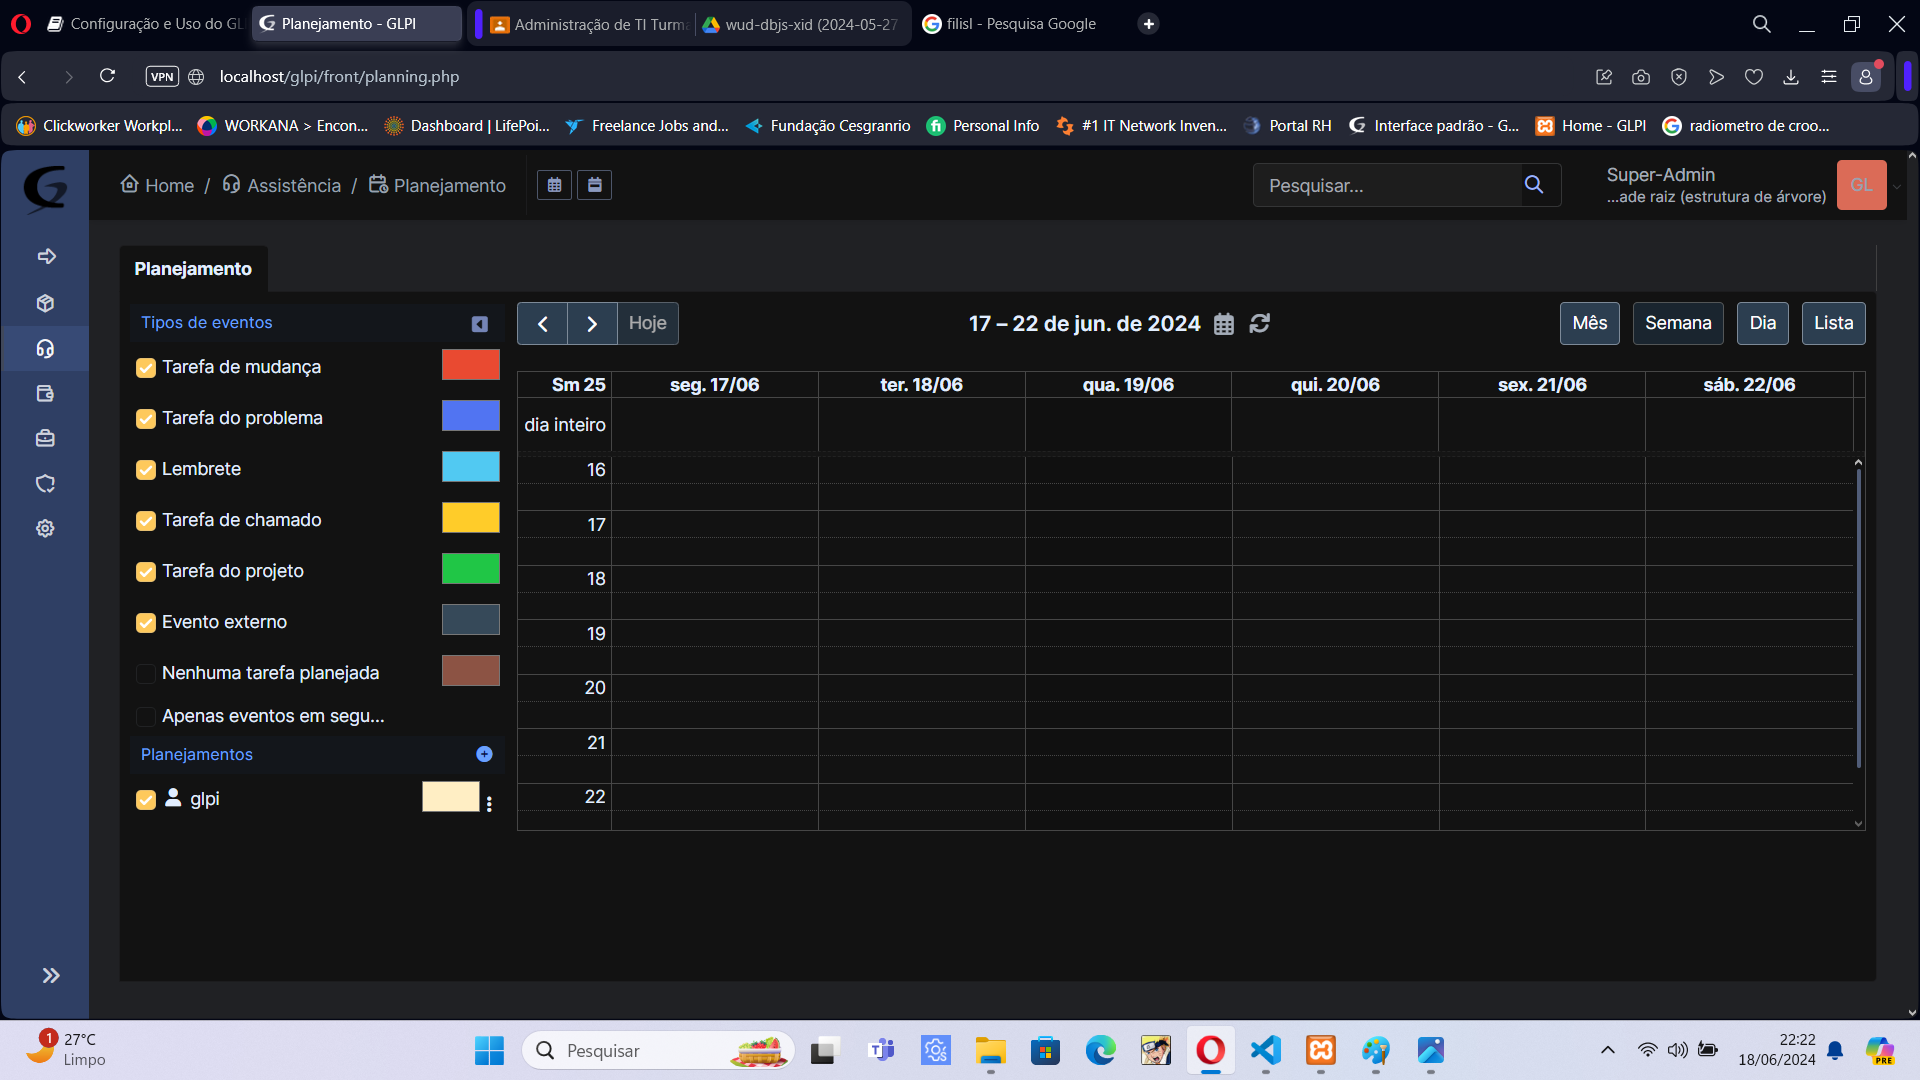 Configuração e Uso do GL
Planejamento - GLPI
Administração de TI Turma
wud-dbjs-xid (2024-05-27
filisl - Pesquisa Google
VPN
localhost/glpi/front/planning.php
Clickworker Workpl...
WORKANA > Encon...
Dashboard | LifePoi...
Freelance Jobs and...
Fundação Cesgranrio
Personal Info
#1 IT Network Inven...
Portal RH
Interface padrão - G...
Home - GLPI
radiometro de croo...
Home / Assistência / Planejamento
Pesquisar...
Super-Admin
...ade raiz (estrutura de árvore)
GL
Planejamento
Tipos de eventos
Tarefa de mudança
Tarefa do problema
Lembrete
Tarefa de chamado
Tarefa do projeto
Evento externo
Nenhuma tarefa planejada
Apenas eventos em segu...
Planejamentos
glpi
Hoje
17 – 22 de jun. de 2024
Mês
Semana
Dia
Lista
Sm 25
seg. 17/06
ter. 18/06
qua. 19/06
qui. 20/06
sex. 21/06
sáb. 22/06
dia inteiro
16
17
18
19
20
21
22
1
27°C
Limpo
Pesquisar
22:22
18/06/2024
PRE